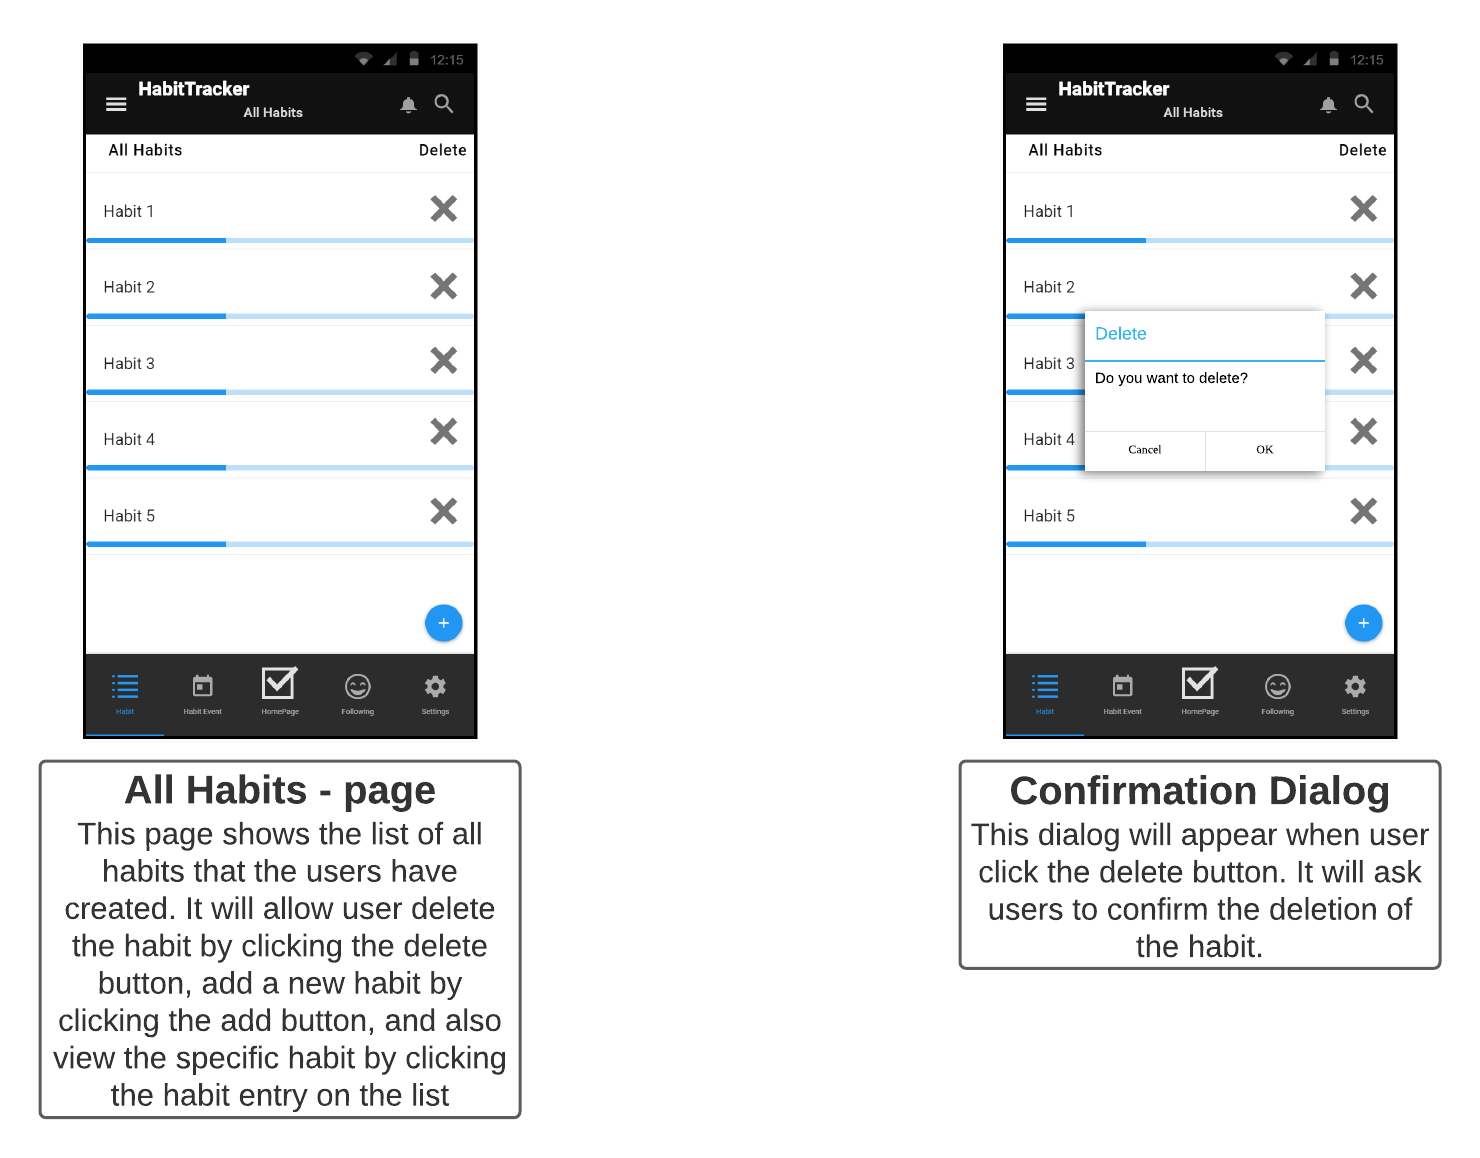 12:15
HabitTracker
All Habits
All Habits Delete
Habit 1
Habit 2
Habit 3
Habit 4
Habit 5
+
Habit Habit Event HomePage Following Settings
All Habits - page
This page shows the list of all
habits that the users have
created. It will allow user delete
the habit by clicking the delete
button, add a new habit by
clicking the add button, and also
view the specific habit by clicking
the habit entry on the list
12:15
HabitTracker
All Habits
All Habits Delete
Habit 1
Habit 2
Delete
Habit 3
Do you want to delete?
Habit 4
Cancel OK
Habit 5
+
Habit Habit Event HomePage Following Settings
Confirmation Dialog
This dialog will appear when user
click the delete button. It will ask
users to confirm the deletion of
the habit.